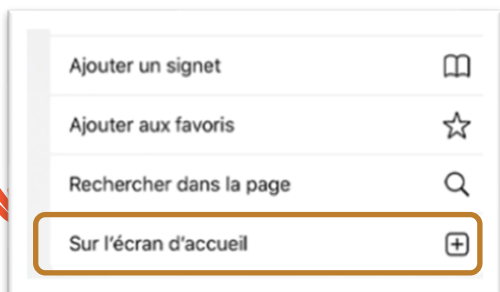 Ajouter un signet
Ajouter aux favoris
Rechercher dans la page
Sur l'écran d'accueil